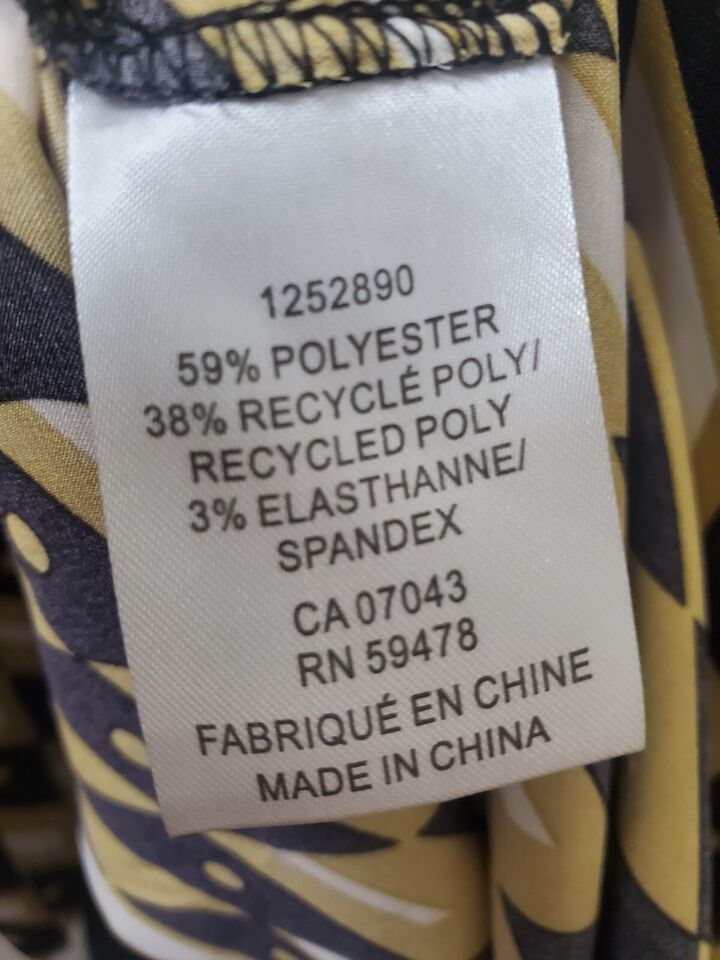 1252890
59% POLYESTER
38% RECYCLÉ POLY/
RECYCLED POLY
3% ELASTHANNE/
SPANDEX
CA 07043
RN 59478
FABRIQUÉ EN CHINE
MADE IN CHINA